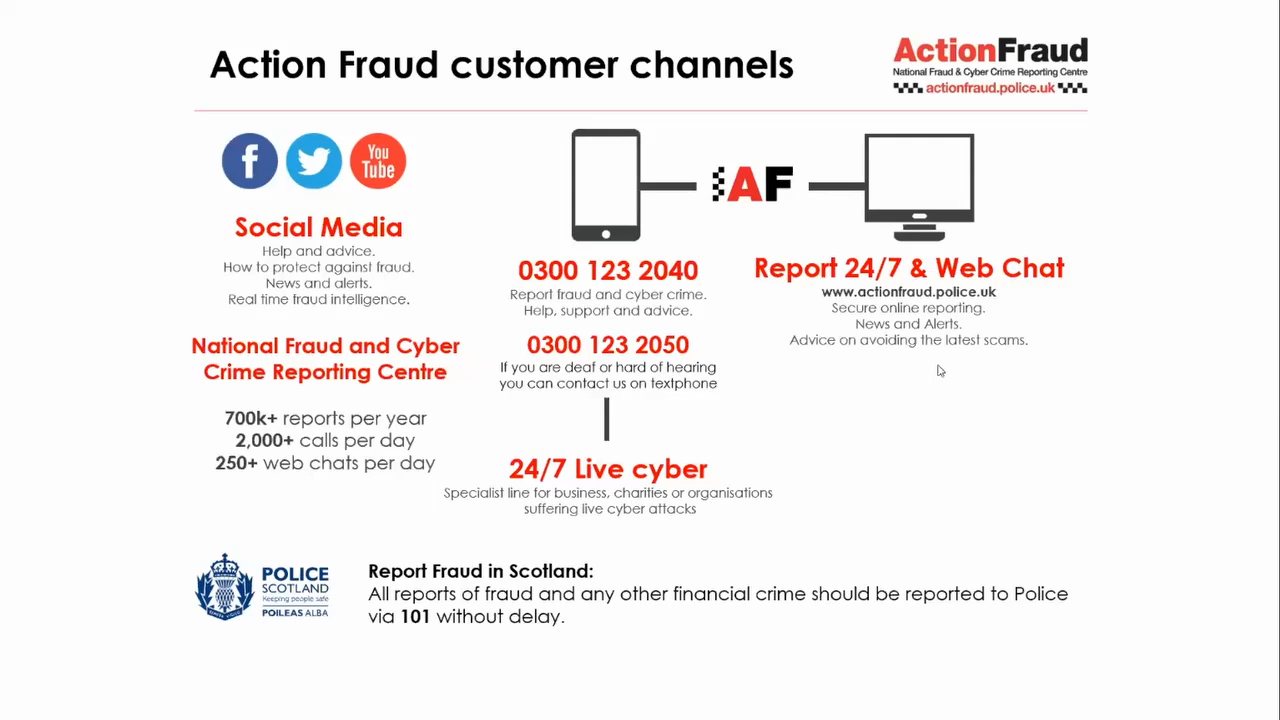 Action Fraud customer channels
ActionFraud
National Fraud & Cyber Crime Reporting Centre
actionfraud.police.uk
f
You
Tube
Social Media
Help and advice.
How to protect against fraud.
News and alerts.
Real time fraud intelligence.
National Fraud and Cyber
Crime Reporting Centre
700k+ reports per year
2,000+ calls per day
250+ web chats per day
AF
0300 123 2040
Report fraud and cyber crime.
Help, support and advice.
0300 123 2050
If you are deaf or hard of hearing
you can contact us on textphone
24/7 Live cyber
Specialist line for business, charities or organisations
suffering live cyber attacks
Report 24/7 & Web Chat
www.actionfraud.police.uk
Secure online reporting.
News and Alerts.
Advice on avoiding the latest scams.
POLICE
SCOTLAND
Keeping people safe
POILEAS ALBA
Report Fraud in Scotland:
All reports of fraud and any other financial crime should be reported to Police
via 101 without delay.